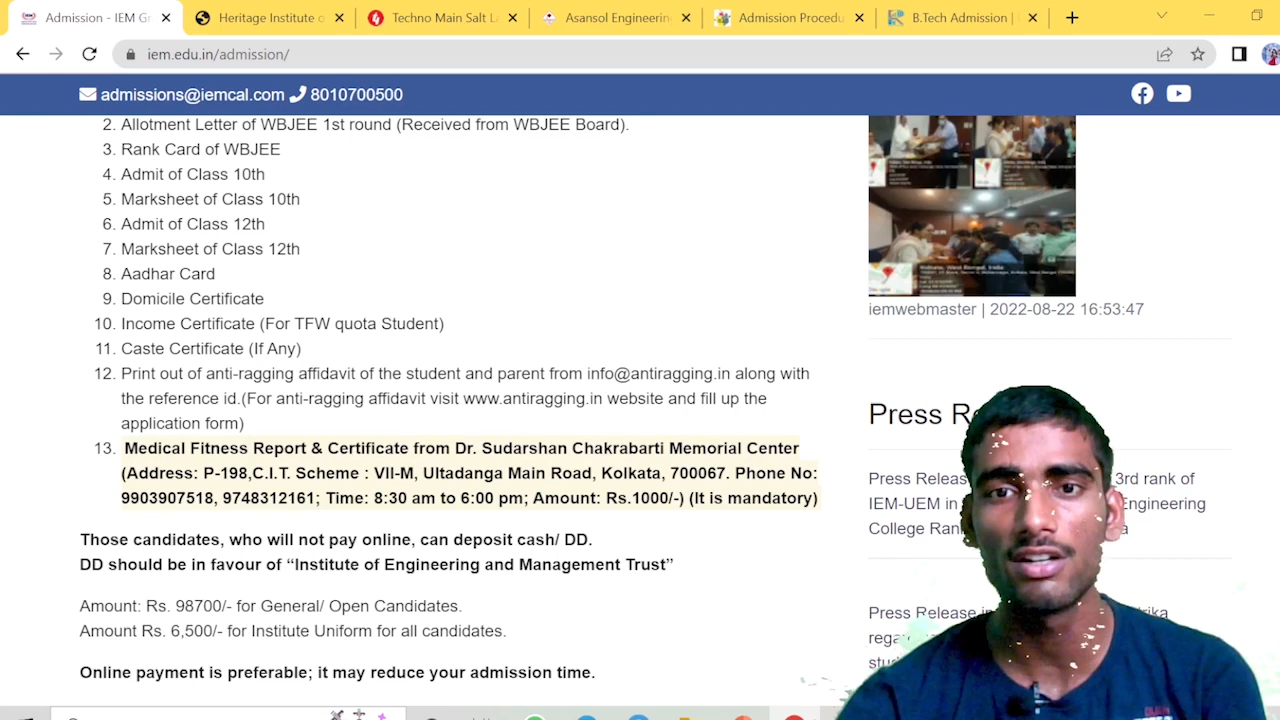 Admission - IEM Gr
Heritage Institute o
Techno Main Salt L
Asansol Engineerin
Admission Procedu
B.Tech Admission |
iem.edu.in/admission/
admissions@iemcal.com 8010700500
2. Allotment Letter of WBJEE 1st round (Received from WBJEE Board).
3. Rank Card of WBJEE
4. Admit of Class 10th
5. Marksheet of Class 10th
6. Admit of Class 12th
7. Marksheet of Class 12th
8. Aadhar Card
9. Domicile Certificate
10. Income Certificate (For TFW quota Student)
11. Caste Certificate (If Any)
12. Print out of anti-ragging affidavit of the student and parent from info@antiragging.in along with
the reference id.(For anti-ragging affidavit visit www.antiragging.in website and fill up the
application form)
13. Medical Fitness Report & Certificate from Dr. Sudarshan Chakrabarti Memorial Center
(Address: P-198,C.I.T. Scheme : VII-M, Ultadanga Main Road, Kolkata, 700067. Phone No:
9903907518, 9748312161; Time: 8:30 am to 6:00 pm; Amount: Rs.1000/-) (It is mandatory)
Those candidates, who will not pay online, can deposit cash/ DD.
DD should be in favour of “Institute of Engineering and Management Trust”
Amount: Rs. 98700/- for General/ Open Candidates.
Amount Rs. 6,500/- for Institute Uniform for all candidates.
Online payment is preferable; it may reduce your admission time.
Kolkata, West Bengal, India
iemwebmaster | 2022-08-22 16:53:47
Press Re
Press Relea 3rd rank of
IEM-UEM in Engineering
College Ran a
Press Release in trika
rega
stu